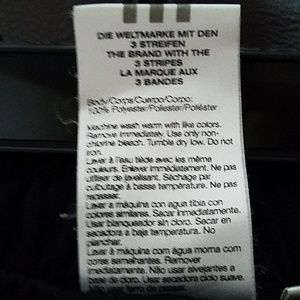 DIE WELTMARKE MIT DEN
3 STREIFEN
THE BRAND WITH THE
3 STRIPES
LA MARQUE AUX
3 BANDES
Body/Corps/Cuerpo/Corpo:
100% Polyester/Poliester/Poliéster
Machine wash warm with like colors.
Remove immediately. Use only non-
chlorine bleach. Tumble dry low. Do not
iron.
Laver à l'eau tiède avec les même
couleurs. Enlever immediatement. Ne pas
utiliser de javelisant. Séchage par
culbutage à basse température. Ne pas
repasser.
Lavar a máquina con agua tibia con
colores similares. Sacar inmediatamente.
Usar blanqueador sin cloro. Secar en
secadora a baja temperatura. No
planchar.
Lavar à máquina com água morna com
cores semelhantes. Remover
imediatamente. Não usar alvejantes a
base de cloro. Usar secadora ciclo suave.